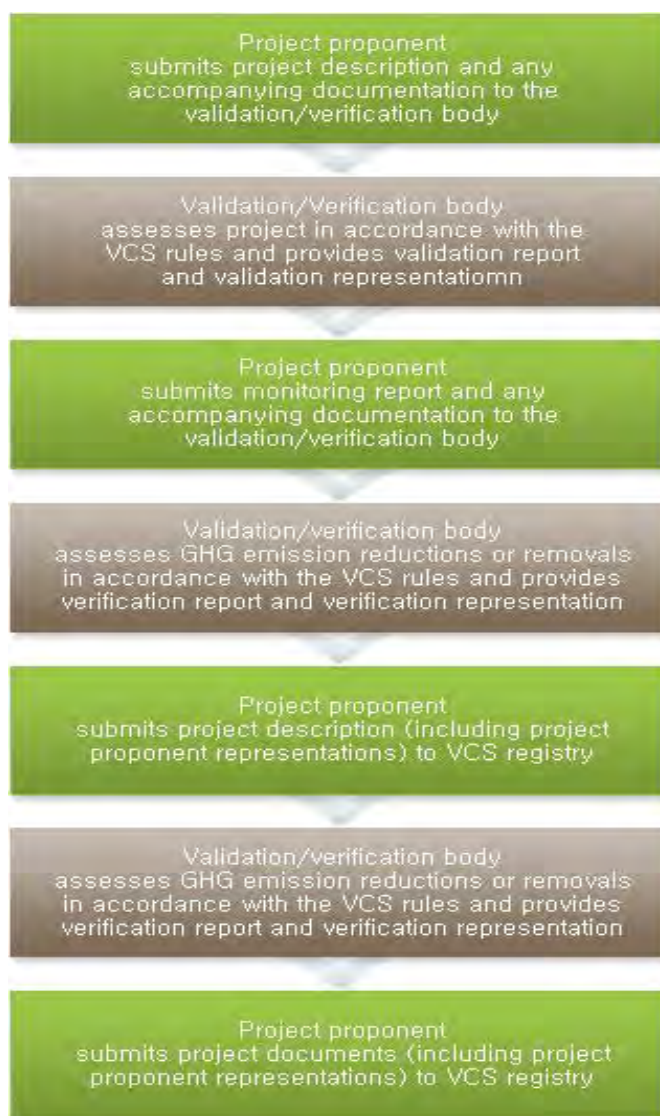 Project proponent
submits project description and any
accompanying documentation to the
validation/verification body
Validation/Verification body
assesses project in accordance with the
VCS rules and provides validation report
and validation representatiomn
Project proponent
submits monitoring report and any
accompanying documentation to the
validation/verification body
Validation/verification body
assesses GHG emission reductions or removals
in accordance with the VCS rules and provides
verification report and verification representation
Project proponent
submits project description (including project
proponent representations) to VCS registry
Validation/verification body
assesses GHG emission reductions or removals
in accordance with the VCS rules and provides
verification report and verification representation
Project proponent
submits project documents (including project
proponent representations) to VCS registry